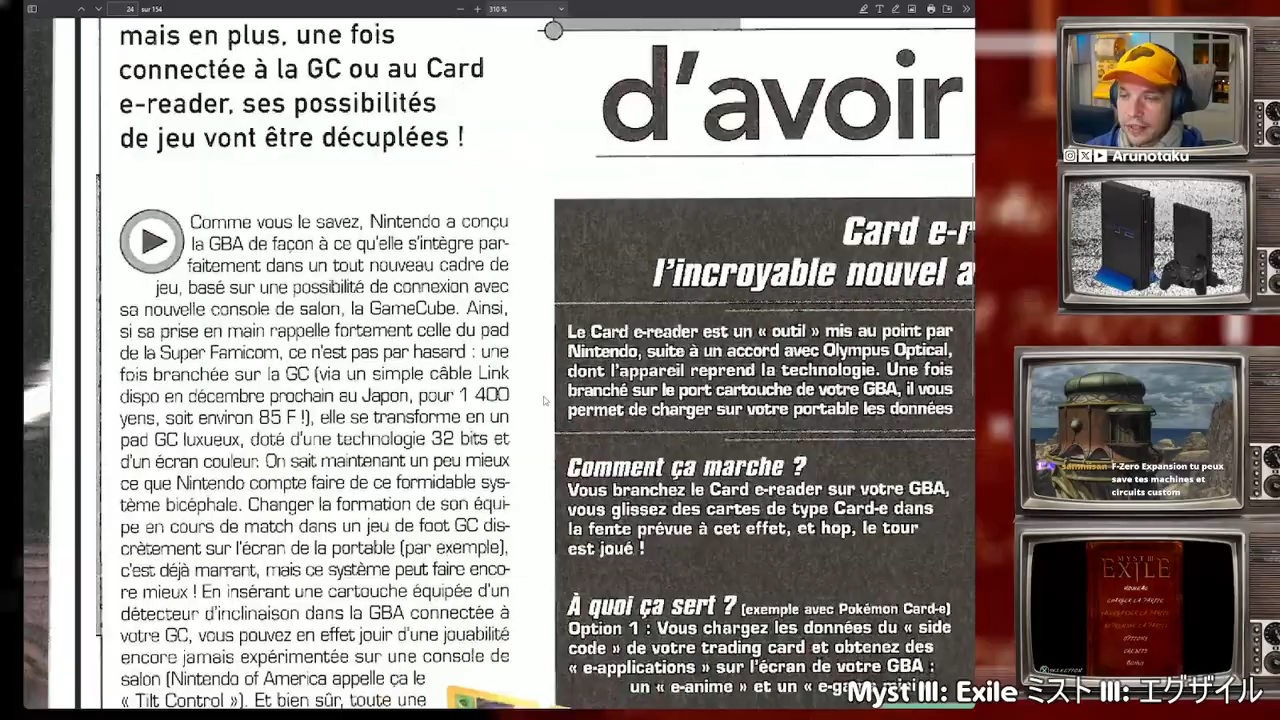 24 sur 154
310 %
mais en plus, une fois
connectée à la GC ou au Card
e-reader, ses possibilités
de jeu vont être décuplées !
d'avoir
Comme vous le savez, Nintendo a conçu
la GBA de façon à ce qu'elle s'intègre par-
faitement dans un tout nouveau cadre de
jeu, basé sur une possibilité de connexion avec
sa nouvelle console de salon, la GameCube. Ainsi,
si sa prise en main rappelle fortement celle du pad
de la Super Famicom, ce n'est pas par hasard : une
fois branchée sur la GC (via un simple câble Link
dispo en décembre prochain au Japon, pour 1 400
yens, soit environ 85 F !), elle se transforme en un
pad GC luxueux, doté d'une technologie 32 bits et
d'un écran couleur. On sait maintenant un peu mieux
ce que Nintendo compte faire de ce formidable sys-
tème bicéphale. Changer la formation de son équi-
pe en cours de match dans un jeu de foot GC dis-
crètement sur l'écran de la portable (par exemple),
c'est déjà marrant, mais ce système peut faire enco-
re mieux ! En insérant une cartouche équipée d'un
détecteur d'inclinaison dans la GBA connectée à
votre GC, vous pouvez en effet jouir d'une jouabilité
encore jamais expérimentée sur une console de
salon (Nintendo of America appelle ça le
« Tilt Control »). Et bien sûr, toute une
Card e-r
l'incroyable nouvel a
Le Card e-reader est un « outil » mis au point par
Nintendo, suite à un accord avec Olympus Optical,
dont l'appareil reprend la technologie. Une fois
branché sur le port cartouche de votre GBA, il vous
permet de charger sur votre portable les données
Comment ça marche ?
Vous branchez le Card e-reader sur votre GBA,
vous glissez des cartes de type Card-e dans
la fente prévue à cet effet, et hop, le tour
est joué !
À quoi ça sert ? (exemple avec Pokémon Card-e)
Option 1 : Vous chargez les données du « side
code » de votre trading card et obtenez des
« e-applications » sur l'écran de votre GBA :
un « e-anime » et un « e-ga
Arunotaku
samniisan F-Zero Expansion tu peux
save tes machines et
circuits custom
MYST III
EXILE
NOUVEAU
CHARGER LA PARTIE
OPTIONS
CREDITS
BONUS
Myst III: Exile ミスト III: エグザイル